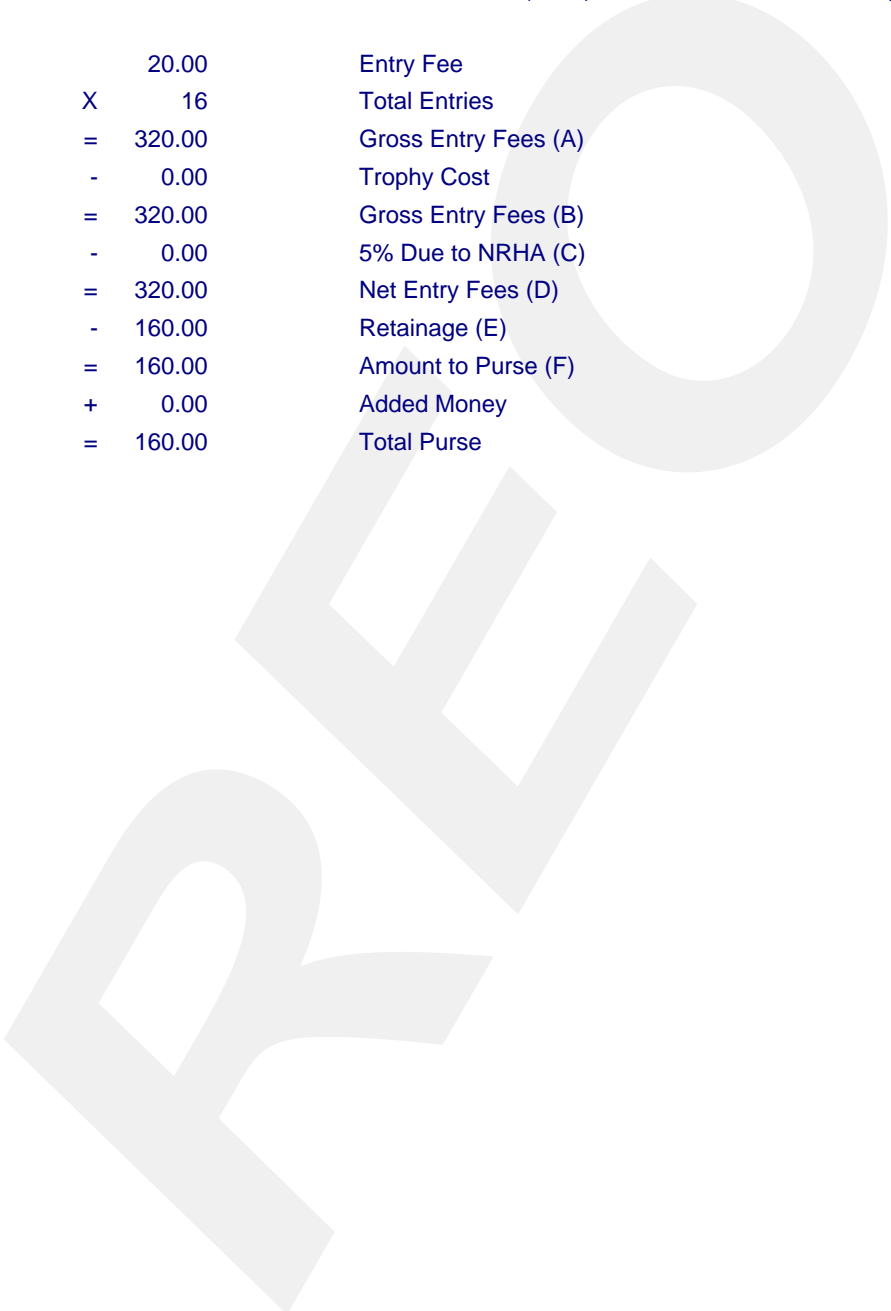 20.00 Entry Fee
X 16 Total Entries
= 320.00 Gross Entry Fees (A)
- 0.00 Trophy Cost
= 320.00 Gross Entry Fees (B)
- 0.00 5% Due to NRHA (C)
= 320.00 Net Entry Fees (D)
- 160.00 Retainage (E)
= 160.00 Amount to Purse (F)
+ 0.00 Added Money
= 160.00 Total Purse
REO